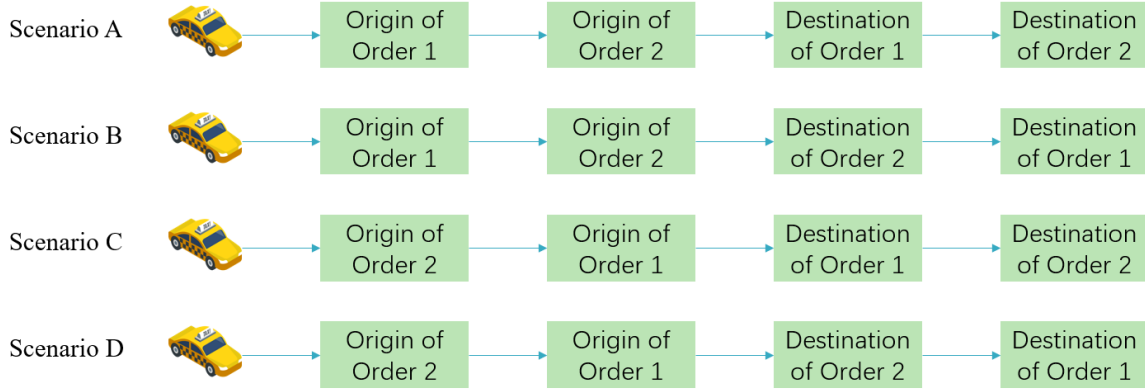 Scenario A
Origin of
Order 1
Origin of
Order 2
Destination
of Order 1
Destination
of Order 2
Scenario B
Origin of
Order 1
Origin of
Order 2
Destination
of Order 2
Destination
of Order 1
Scenario C
Origin of
Order 2
Origin of
Order 1
Destination
of Order 1
Destination
of Order 2
Scenario D
Origin of
Order 2
Origin of
Order 1
Destination
of Order 2
Destination
of Order 1